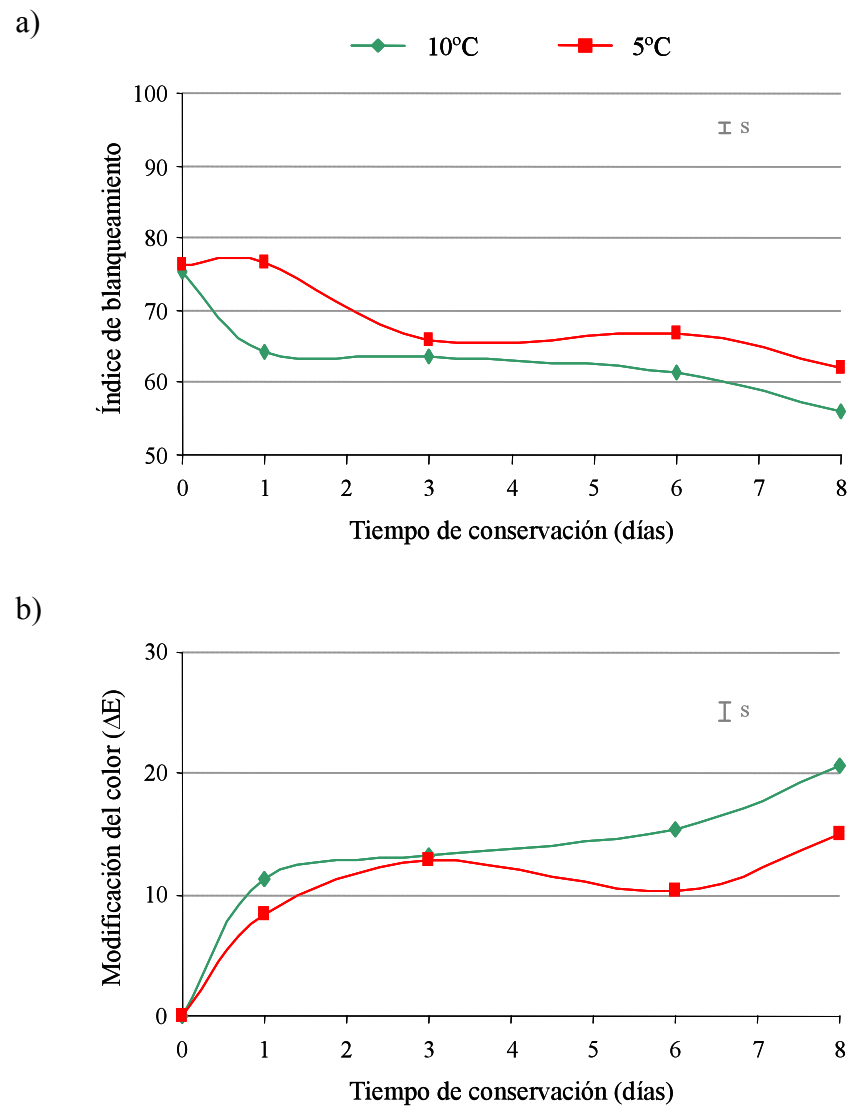 a)
10ºC 5ºC
100
90
80
70
60
50
s
Índice de blanqueamiento
0 1 2 3 4 5 6 7 8
Tiempo de conservación (días)
b)
30
20
10
0
s
Modificación del color (ΔE)
0 1 2 3 4 5 6 7 8
Tiempo de conservación (días)